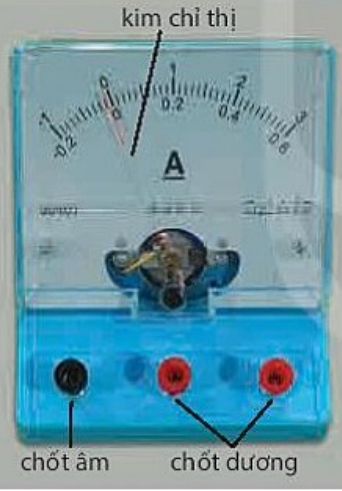 kim chỉ thị
-1 0 1 2 3
-0.2 0 0.2 0.4 0.6
A
chốt âm
chốt dương